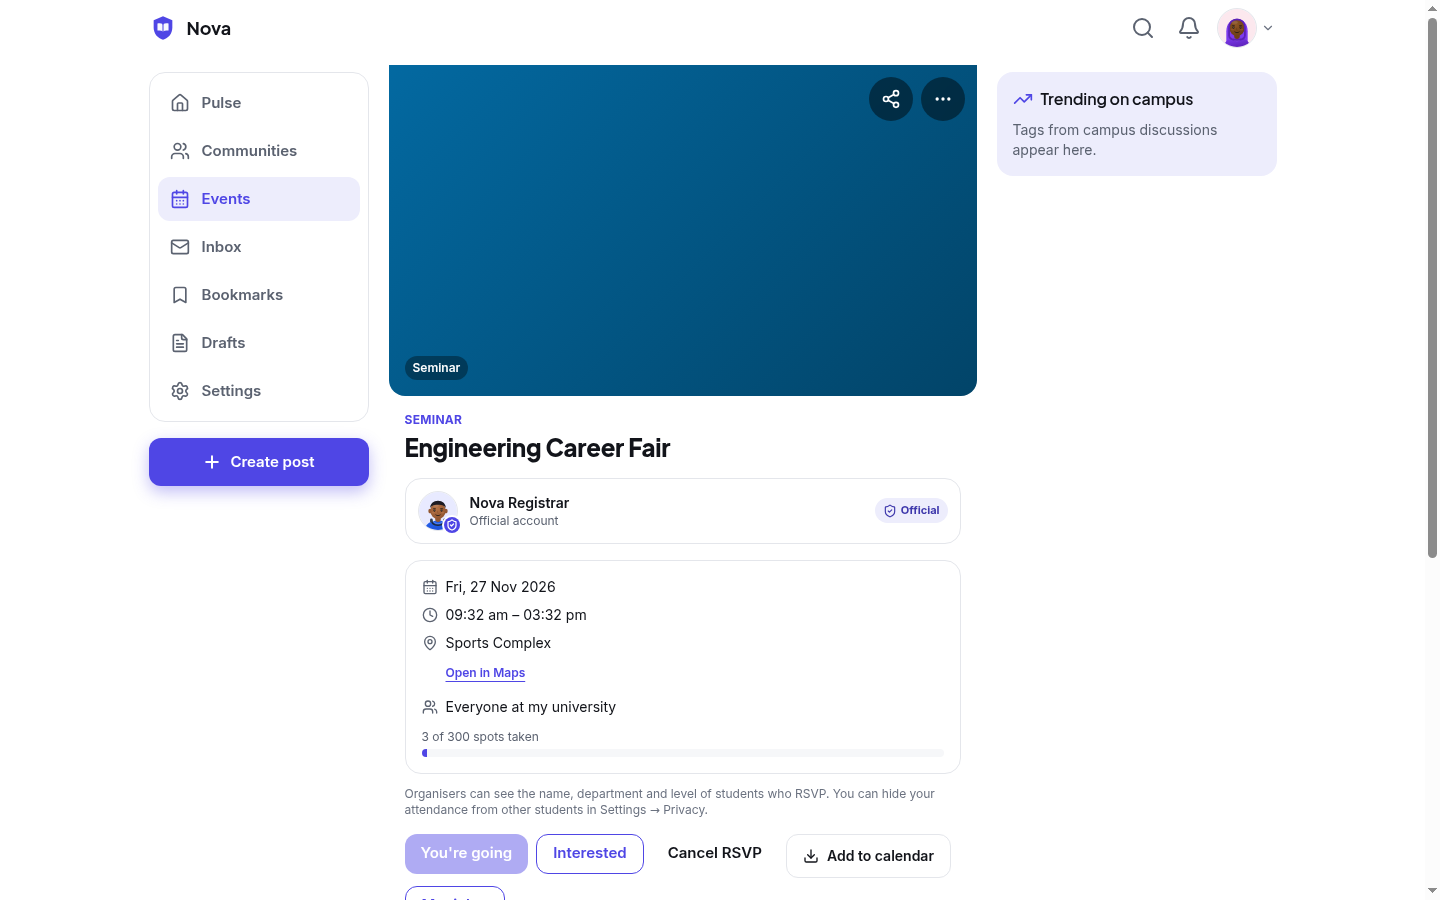 Nova
Pulse
Communities
Events
Inbox
Bookmarks
Drafts
Settings
Create post
Seminar
SEMINAR
Engineering Career Fair
Nova Registrar
Official account
Official
Fri, 27 Nov 2026
09:32 am – 03:32 pm
Sports Complex
Open in Maps
Everyone at my university
3 of 300 spots taken
Organisers can see the name, department and level of students who RSVP. You can hide your
attendance from other students in Settings → Privacy.
You're going
Interested
Cancel RSVP
Add to calendar
Trending on campus
Tags from campus discussions
appear here.